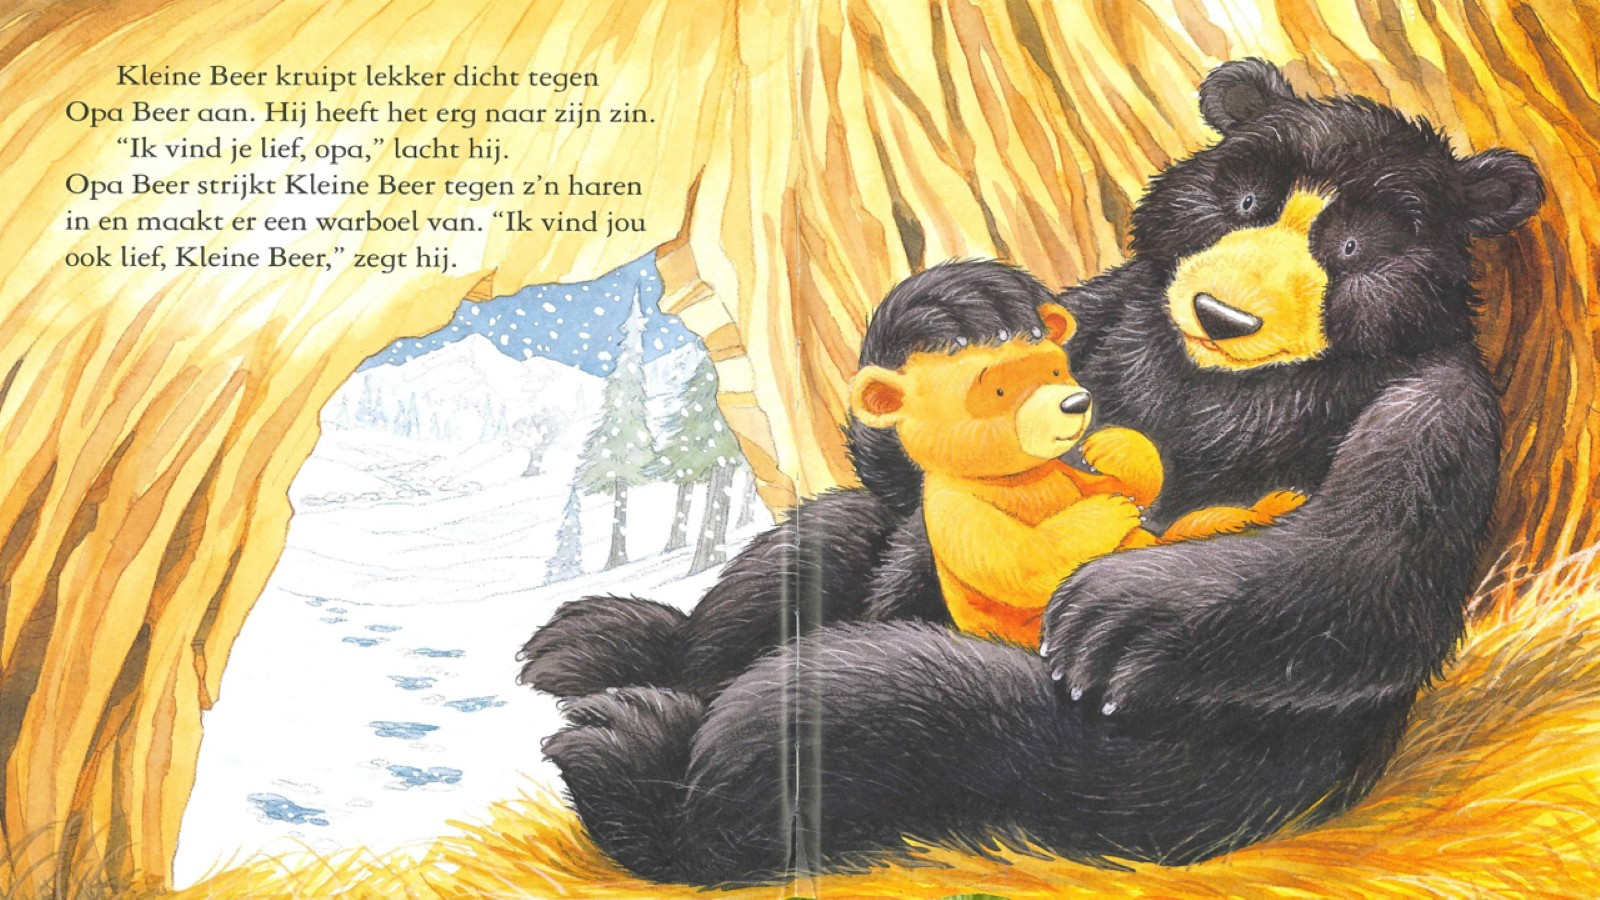 Kleine Beer kruipt lekker dicht tegen
Opa Beer aan. Hij heeft het erg naar zijn zin.
“Ik vind je lief, opa,” lacht hij.
Opa Beer strijkt Kleine Beer tegen z’n haren
in en maakt er een warboel van. “Ik vind jou
ook lief, Kleine Beer,” zegt hij.